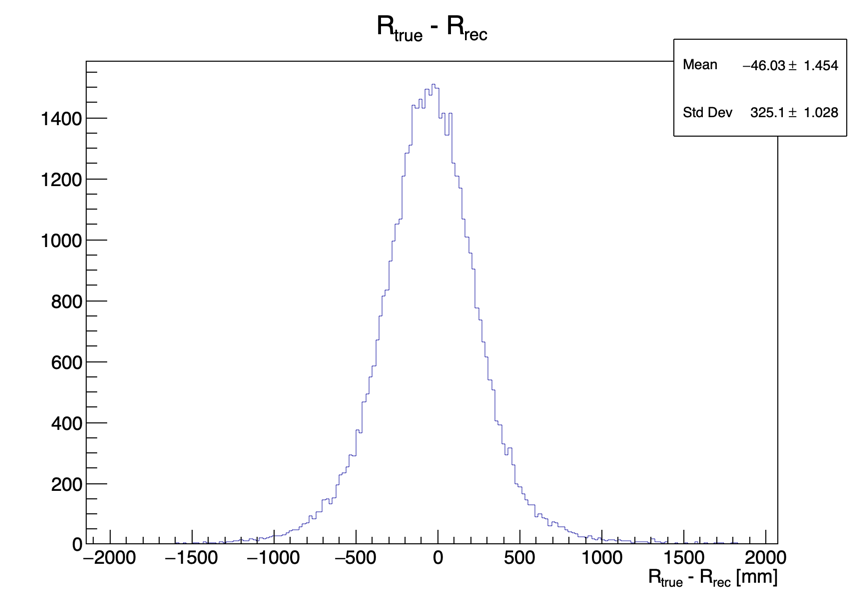 R_true - R_rec
Mean −46.03 ± 1.454
Std Dev 325.1 ± 1.028
1400
1200
1000
800
600
400
200
0
−2000 −1500 −1000 −500 0 500 1000 1500 2000
R_true - R_rec [mm]